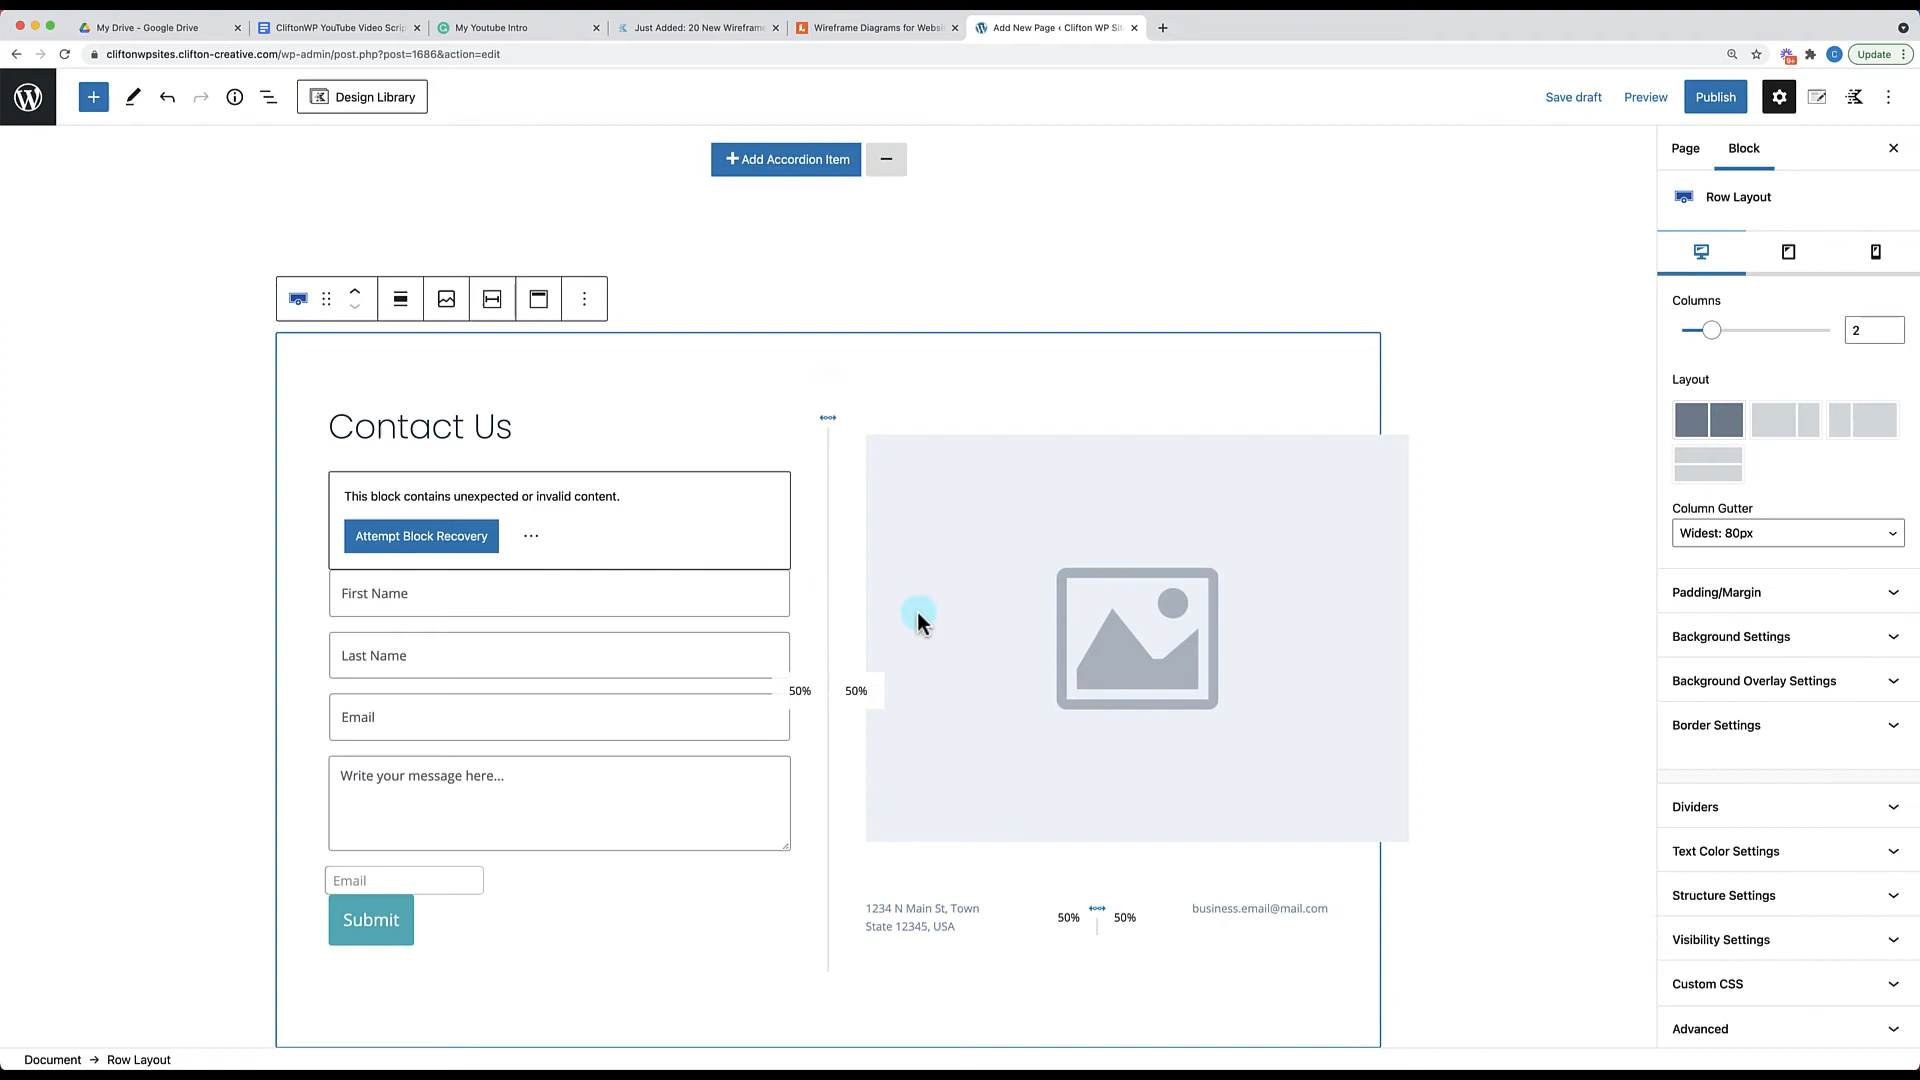 My Drive - Google Drive
CliftonWP YouTube Video Scrip
My Youtube Intro
Just Added: 20 New Wireframe
Wireframe Diagrams for Websi
Add New Page ‹ Clifton WP Sit
cliftonwpsites.clifton-creative.com/wp-admin/post.php?post=1686&action=edit
9+
C
Update
Design Library
Save draft
Preview
Publish
Add Accordion Item
Page
Block
Row Layout
Columns
2
Layout
Column Gutter
Widest: 80px
Padding/Margin
Background Settings
Background Overlay Settings
Border Settings
Dividers
Text Color Settings
Structure Settings
Visibility Settings
Custom CSS
Advanced
Contact Us
This block contains unexpected or invalid content.
Attempt Block Recovery
First Name
Last Name
50%
50%
Email
Write your message here...
Email
Submit
1234 N Main St, Town
State 12345, USA
50%
50%
business.email@mail.com
Document → Row Layout